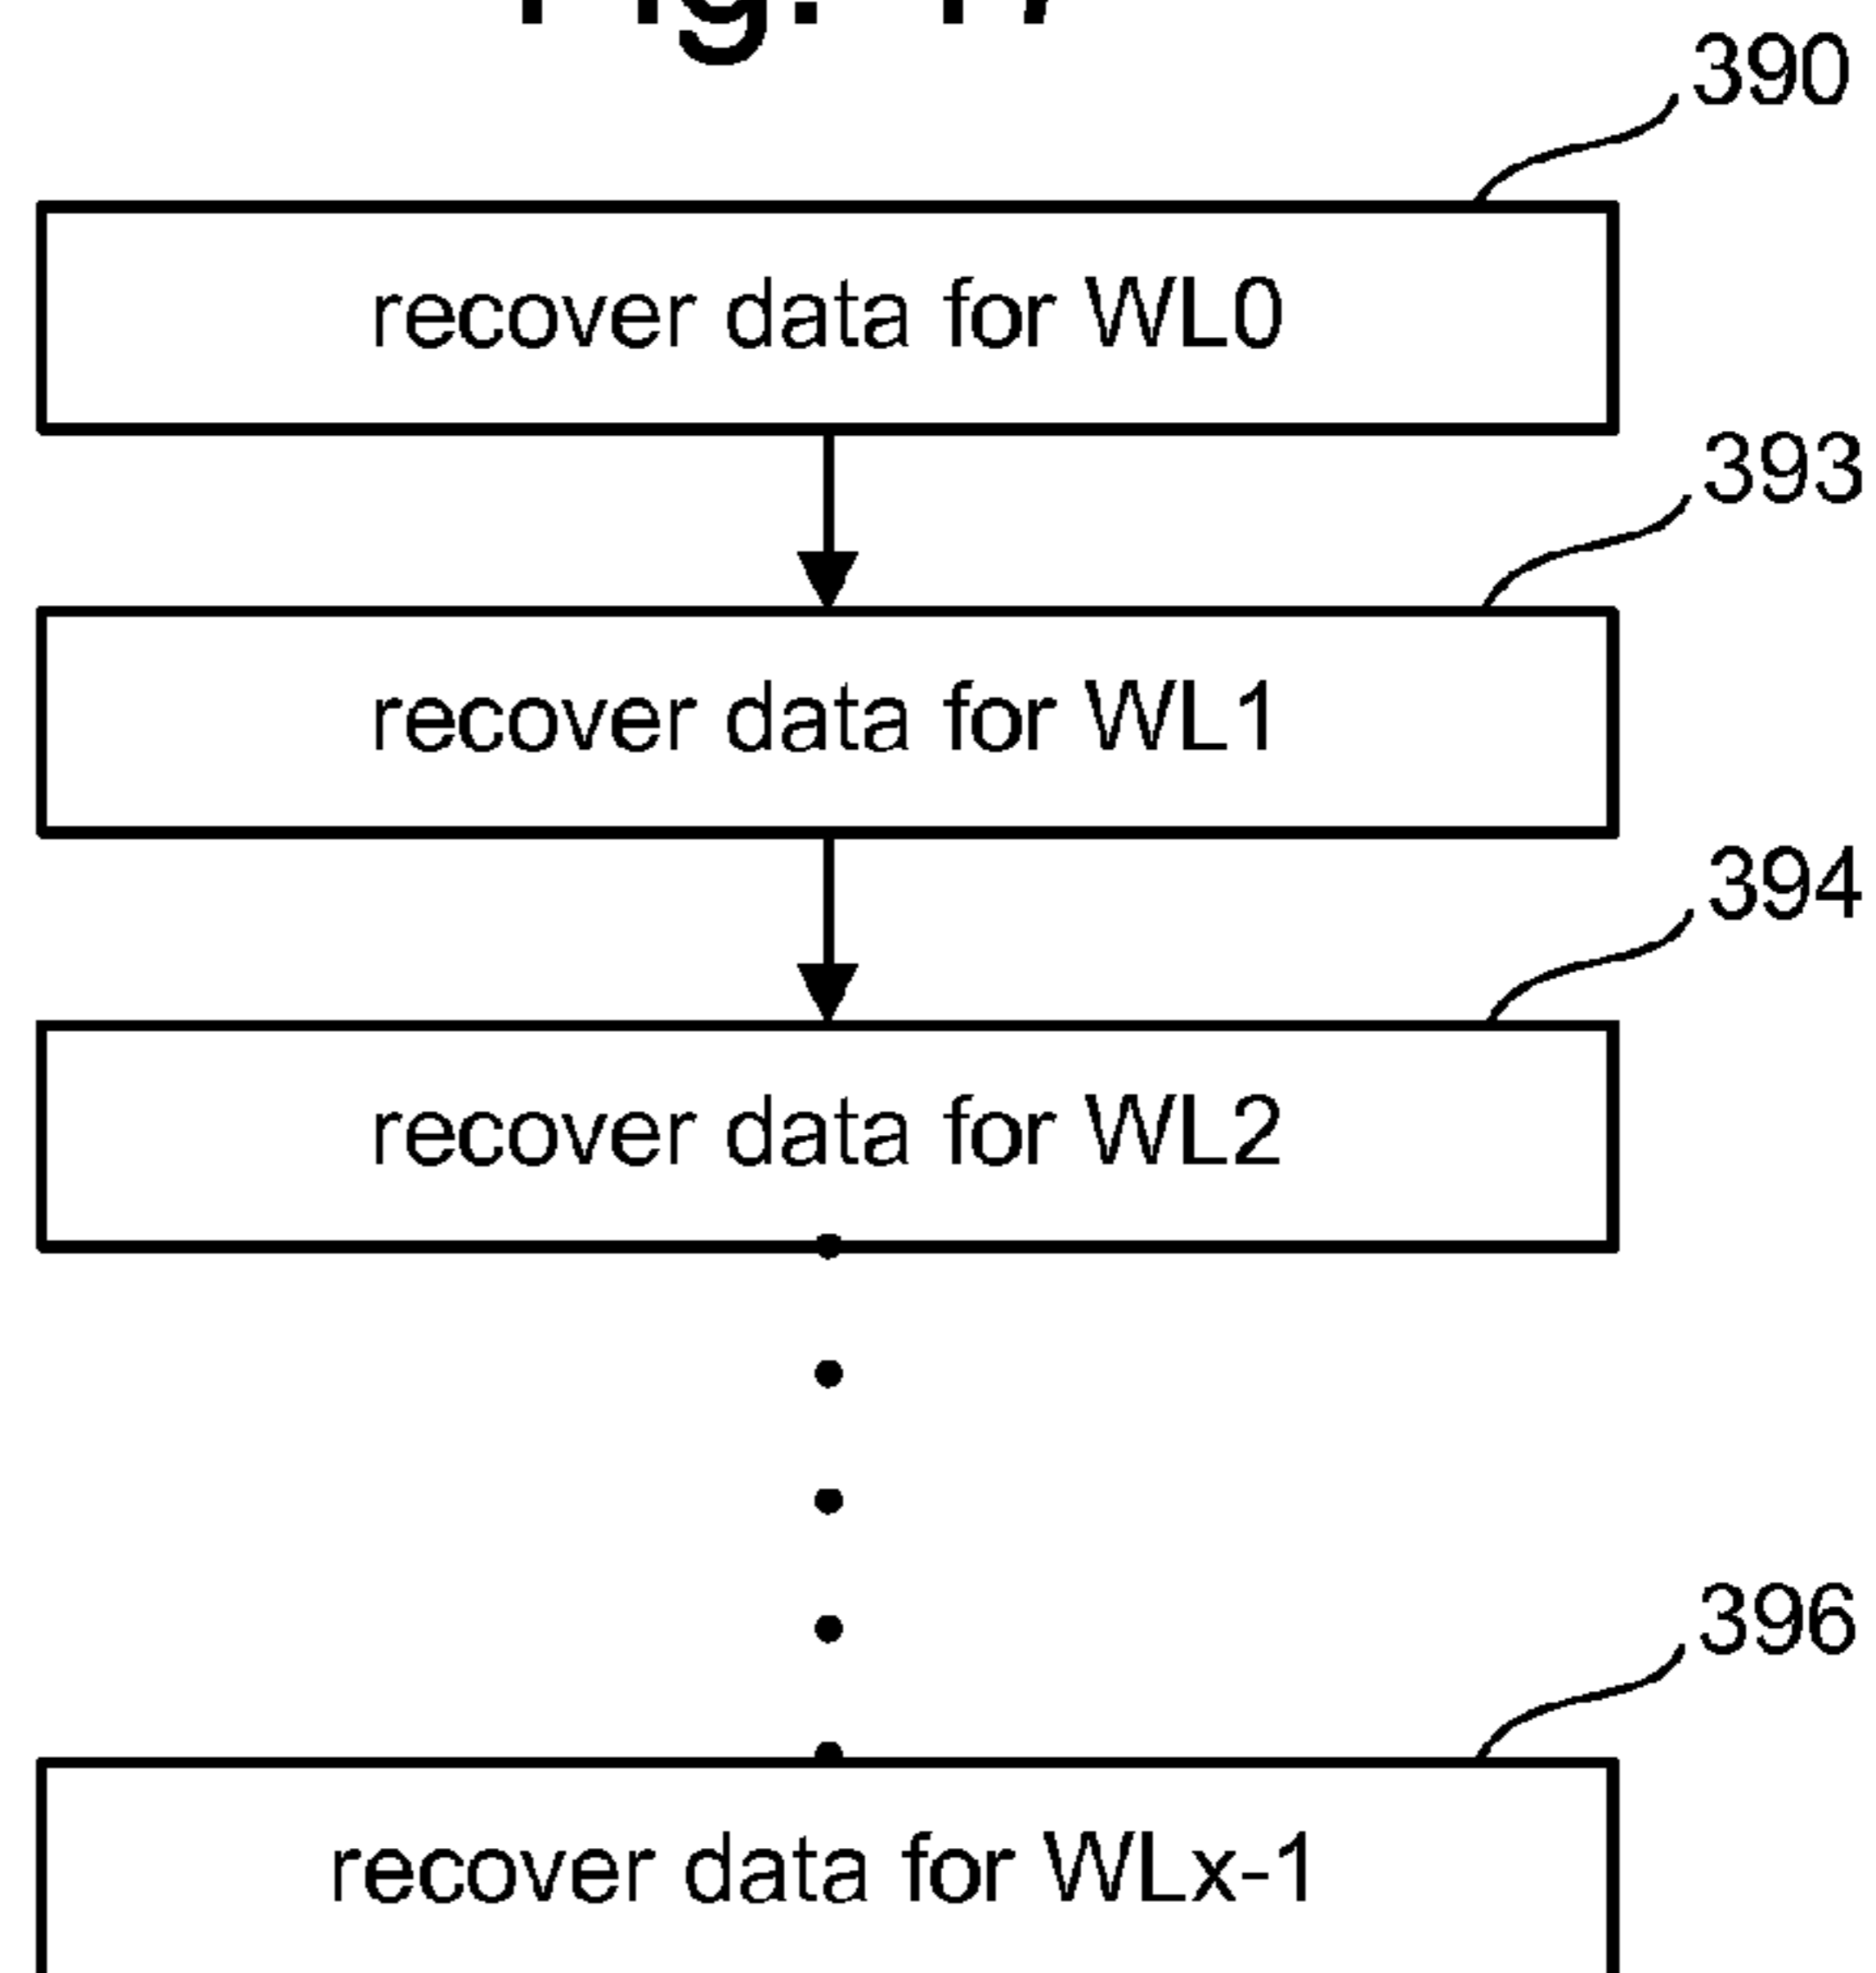 390
recover data for WL0
393
recover data for WL1
394
recover data for WL2
396
recover data for WLx-1